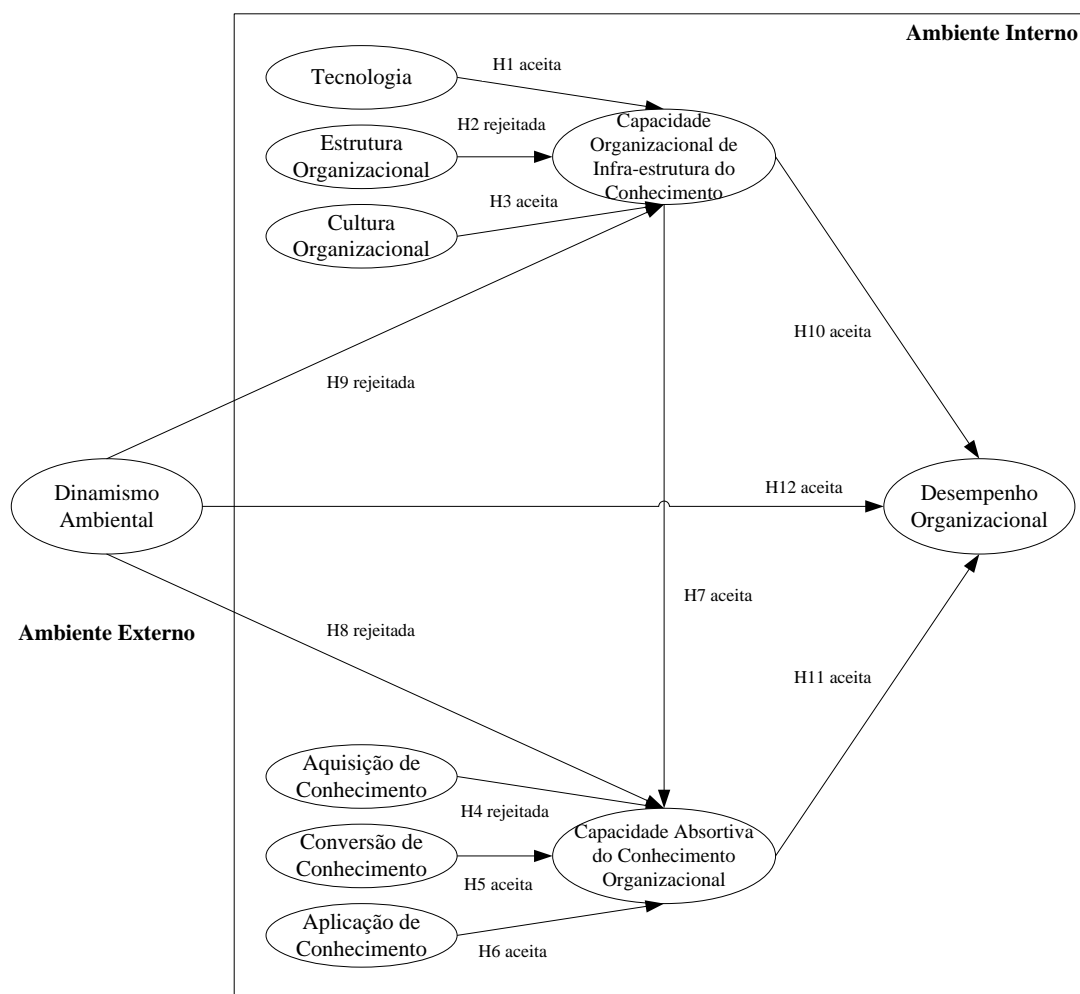 Ambiente Interno
Tecnologia
H1 aceita
Capacidade
Organizacional de
Infra-estrutura do
Conhecimento
H2 rejeitada
Estrutura
Organizacional
H3 aceita
Cultura
Organizacional
H10 aceita
H9 rejeitada
Dinamismo
Ambiental
H12 aceita
Desempenho
Organizacional
H7 aceita
Ambiente Externo
H8 rejeitada
H11 aceita
Aquisição de
Conhecimento
H4 rejeitada
Capacidade Absortiva
do Conhecimento
Organizacional
Conversão de
Conhecimento
H5 aceita
Aplicação de
Conhecimento
H6 aceita